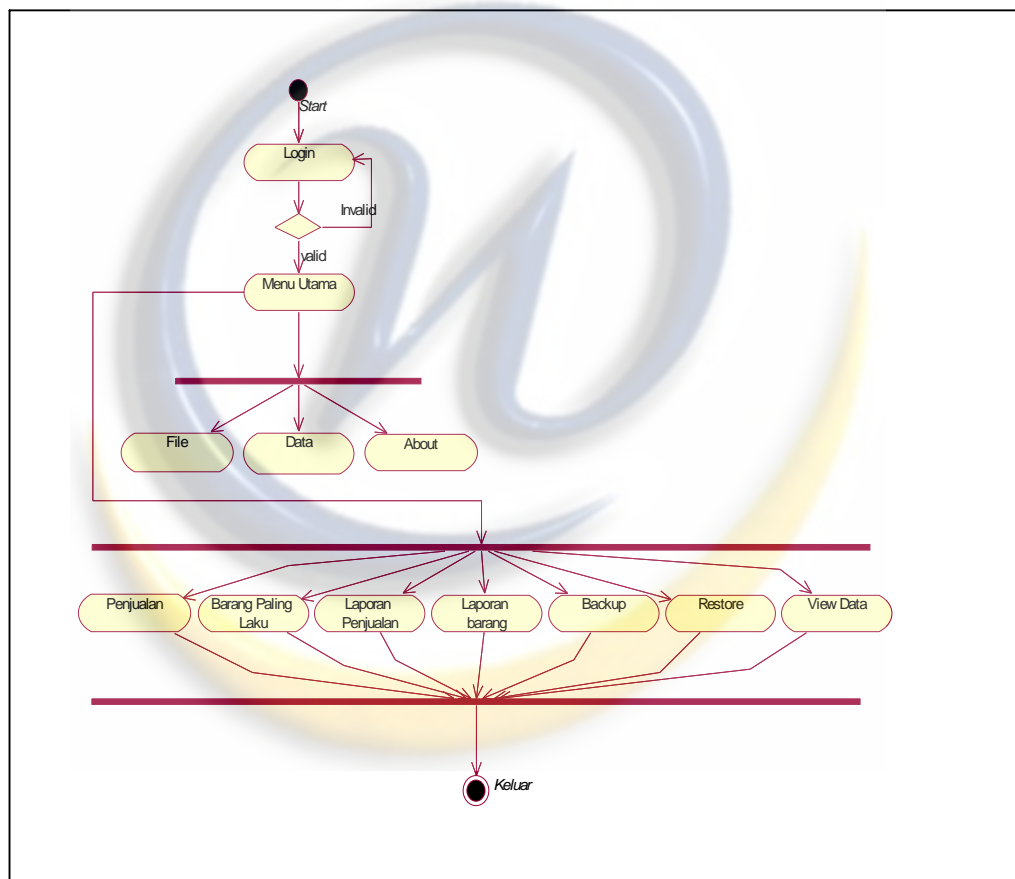 Start
Login
Invalid
valid
Menu Utama
File
Data
About
Penjualan
Barang Paling
Laku
Laporan
Penjualan
Laporan
barang
Backup
Restore
View Data
Keluar